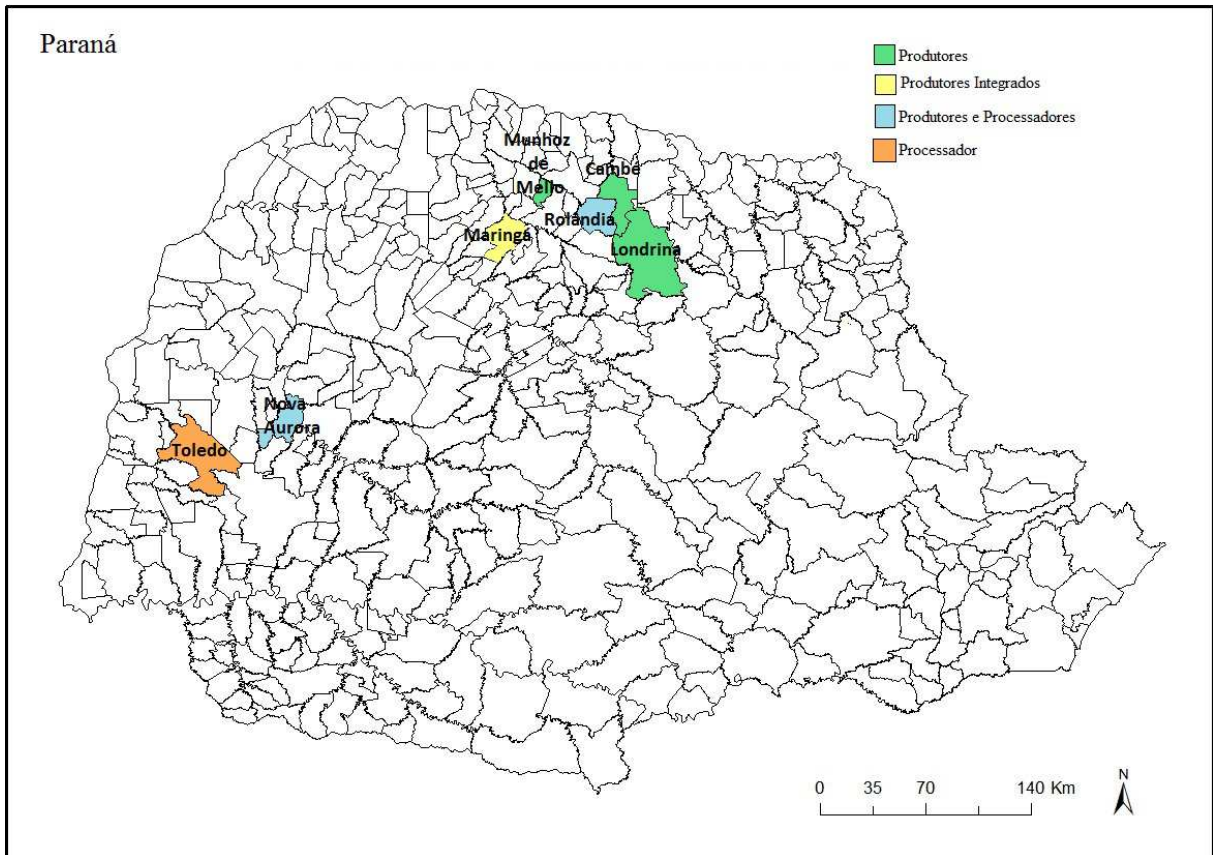 Paraná
Produtores
Produtores Integrados
Produtores e Processadores
Processador
Munhoz
de
Mello
Cambé
Rolândia
Maringá
Londrina
Nova
Aurora
Toledo
0 35 70 140 Km
N